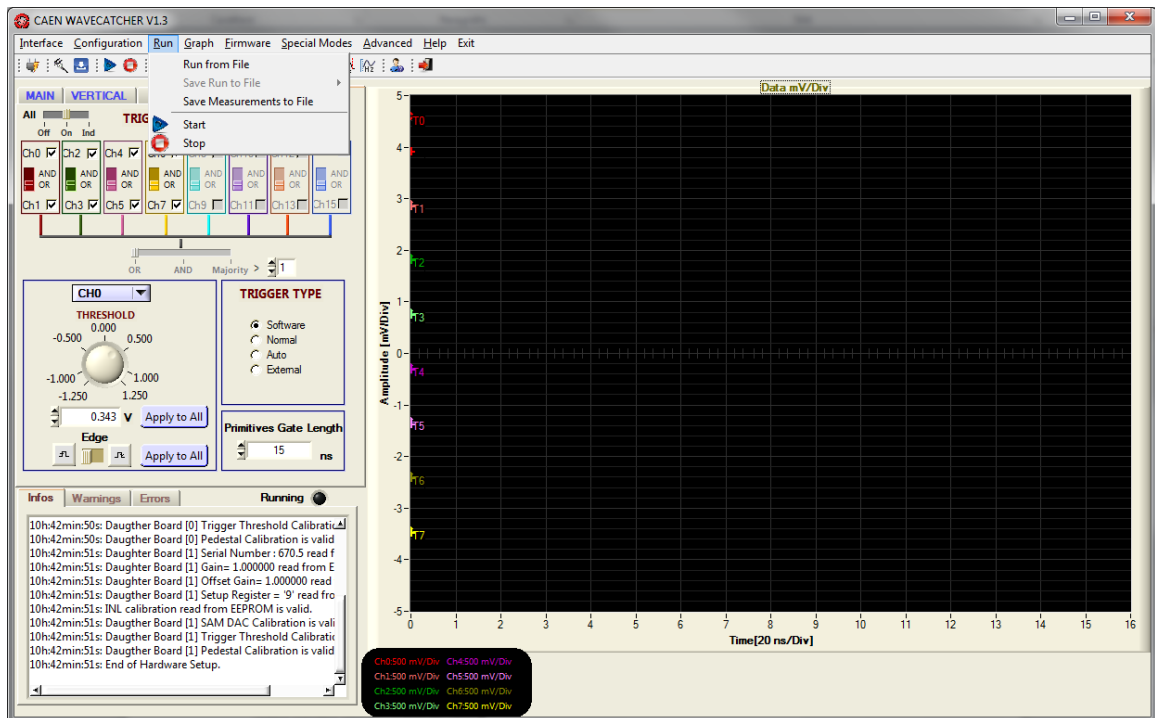 CAEN WAVECATCHER V1.3
Interface Configuration Run Graph Firmware Special Modes Advanced Help Exit
Run from File
Save Run to File
Save Measurements to File
Start
Stop
MAIN VERTICAL
All
Off On Ind
TRIG
Ch0 Ch2 Ch4
AND AND AND AND AND AND AND AND
OR OR OR OR OR OR OR OR
Ch1 Ch3 Ch5 Ch7 Ch9 Ch11 Ch13 Ch15
OR AND Majority > 1
CH0
THRESHOLD
0.000
-0.500 0.500
-1.000 1.000
-1.250 1.250
0.343 V Apply to All
Edge
Apply to All
TRIGGER TYPE
Software
Normal
Auto
External
Primitives Gate Length
15 ns
Infos Warnings Errors Running
10h:42min:50s: Daugther Board [0] Trigger Threshold Calibratic
10h:42min:50s: Daugther Board [0] Pedestal Calibration is valid
10h:42min:51s: Daughter Board [1] Serial Number : 670.5 read f
10h:42min:51s: Daughter Board [1] Gain= 1.000000 read from E
10h:42min:51s: Daughter Board [1] Offset Gain= 1.000000 read
10h:42min:51s: Daughter Board [1] Setup Register = '9' read fro
10h:42min:51s: INL calibration read from EEPROM is valid.
10h:42min:51s: Daugther Board [1] SAM DAC Calibration is vali
10h:42min:51s: Daugther Board [1] Trigger Threshold Calibratic
10h:42min:51s: Daugther Board [1] Pedestal Calibration is valid
10h:42min:51s: End of Hardware Setup.
Data mV/Div
Amplitude [mV/Div]
5
4
3
2
1
0
-1
-2
-3
-4
-5
T0
T1
T2
T3
T4
T5
T6
T7
0 1 2 3 4 5 6 7 8 9 10 11 12 13 14 15 16
Time[20 ns/Div]
Ch0:500 mV/Div Ch4:500 mV/Div
Ch1:500 mV/Div Ch5:500 mV/Div
Ch2:500 mV/Div Ch6:500 mV/Div
Ch3:500 mV/Div Ch7:500 mV/Div